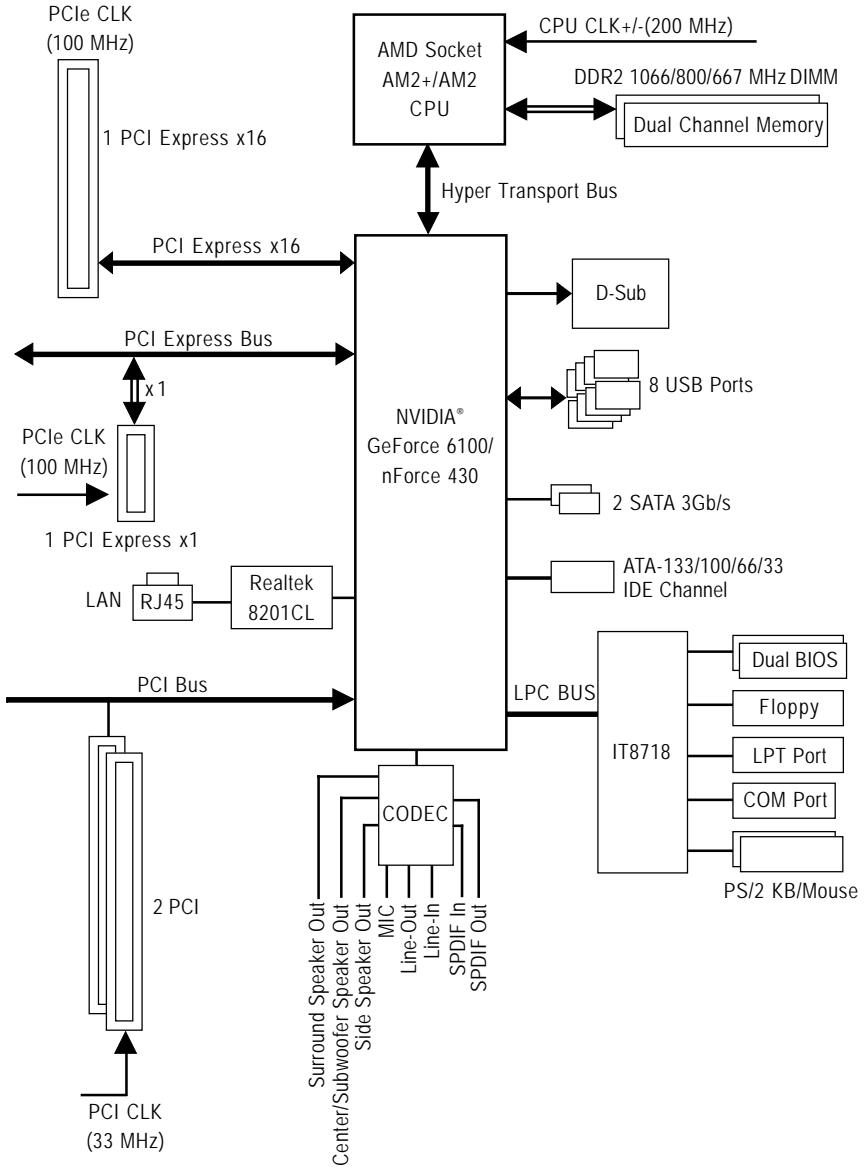 PCIe CLK
(100 MHz)
1 PCI Express x16
AMD Socket
AM2+/AM2
CPU
CPU CLK+/-(200 MHz)
DDR2 1066/800/667 MHz DIMM
Dual Channel Memory
Hyper Transport Bus
PCI Express x16
D-Sub
PCI Express Bus
x1
8 USB Ports
NVIDIA®
GeForce 6100/
nForce 430
PCIe CLK
(100 MHz)
1 PCI Express x1
2 SATA 3Gb/s
ATA-133/100/66/33
IDE Channel
LAN
RJ45
Realtek
8201CL
PCI Bus
LPC BUS
IT8718
Dual BIOS
Floppy
LPT Port
COM Port
PS/2 KB/Mouse
CODEC
2 PCI
Surround Speaker Out
Center/Subwoofer Speaker Out
Side Speaker Out
MIC
Line-Out
Line-In
SPDIF In
SPDIF Out
PCI CLK
(33 MHz)